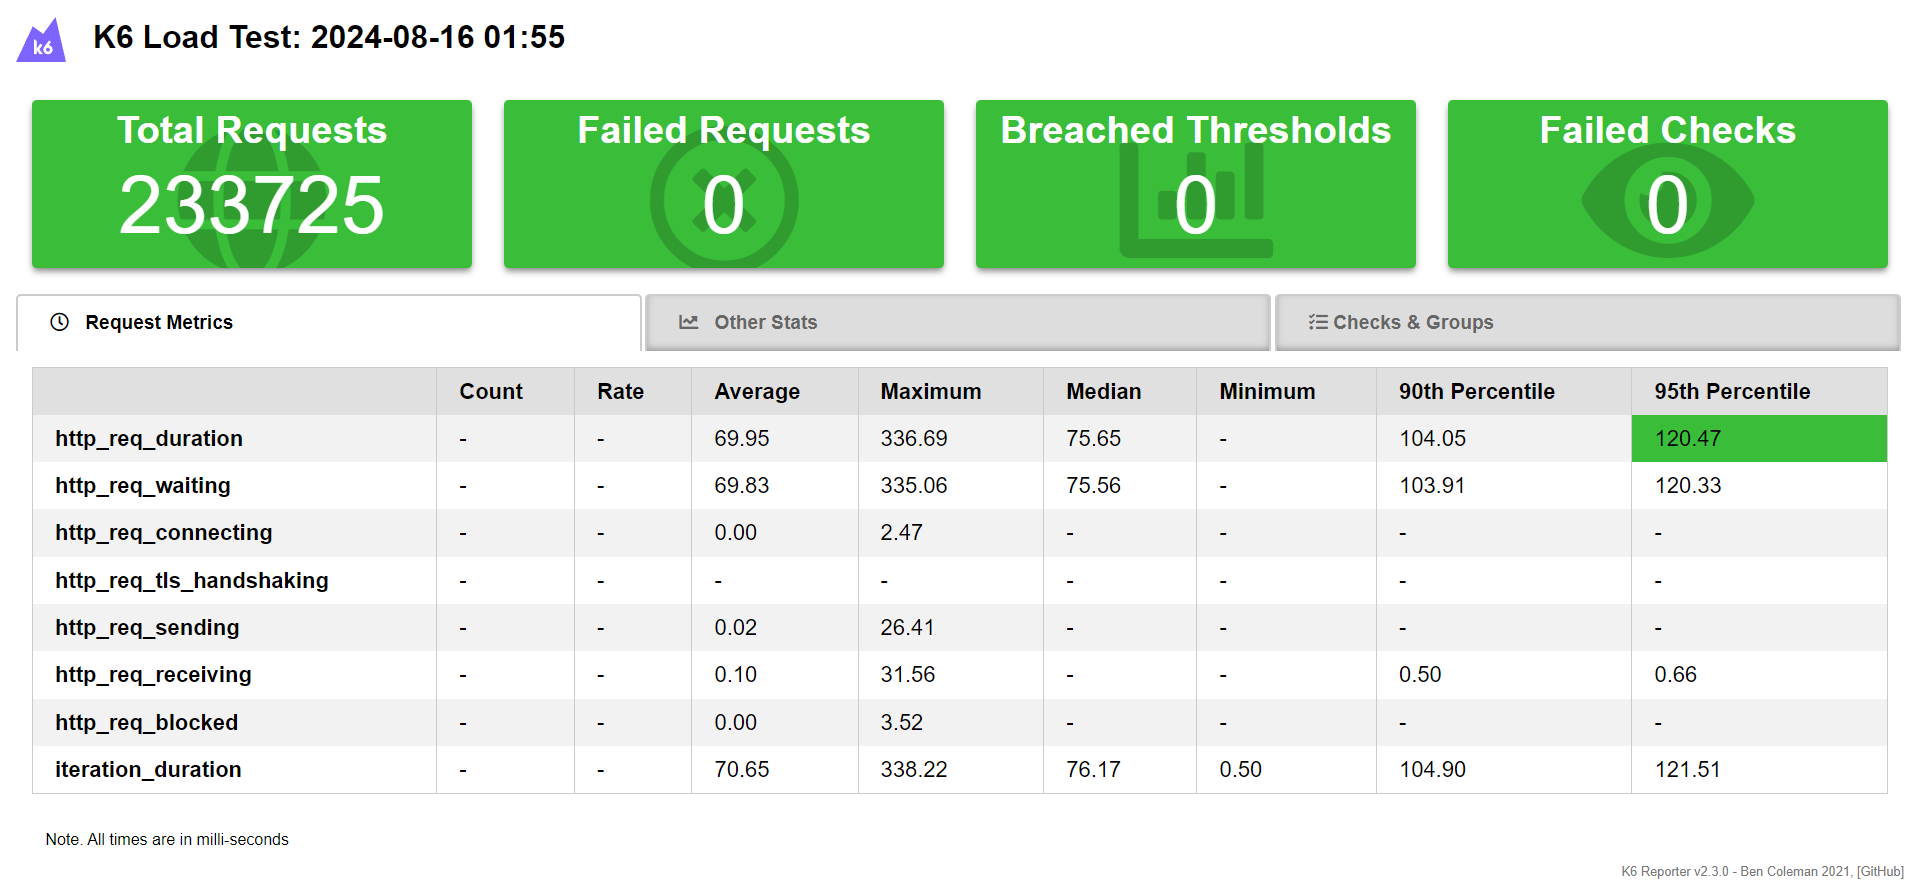 k6
K6 Load Test: 2024-08-16 01:55
Total Requests
233725
Failed Requests
0
Breached Thresholds
0
Failed Checks
0
Request Metrics
Other Stats
Checks & Groups
Count Rate Average Maximum Median Minimum 90th Percentile 95th Percentile
http_req_duration - - 69.95 336.69 75.65 - 104.05 120.47
http_req_waiting - - 69.83 335.06 75.56 - 103.91 120.33
http_req_connecting - - 0.00 2.47 - - - -
http_req_tls_handshaking - - - - - - - -
http_req_sending - - 0.02 26.41 - - - -
http_req_receiving - - 0.10 31.56 - - 0.50 0.66
http_req_blocked - - 0.00 3.52 - - - -
iteration_duration - - 70.65 338.22 76.17 0.50 104.90 121.51
Note. All times are in milli-seconds
K6 Reporter v2.3.0 - Ben Coleman 2021, [GitHub]